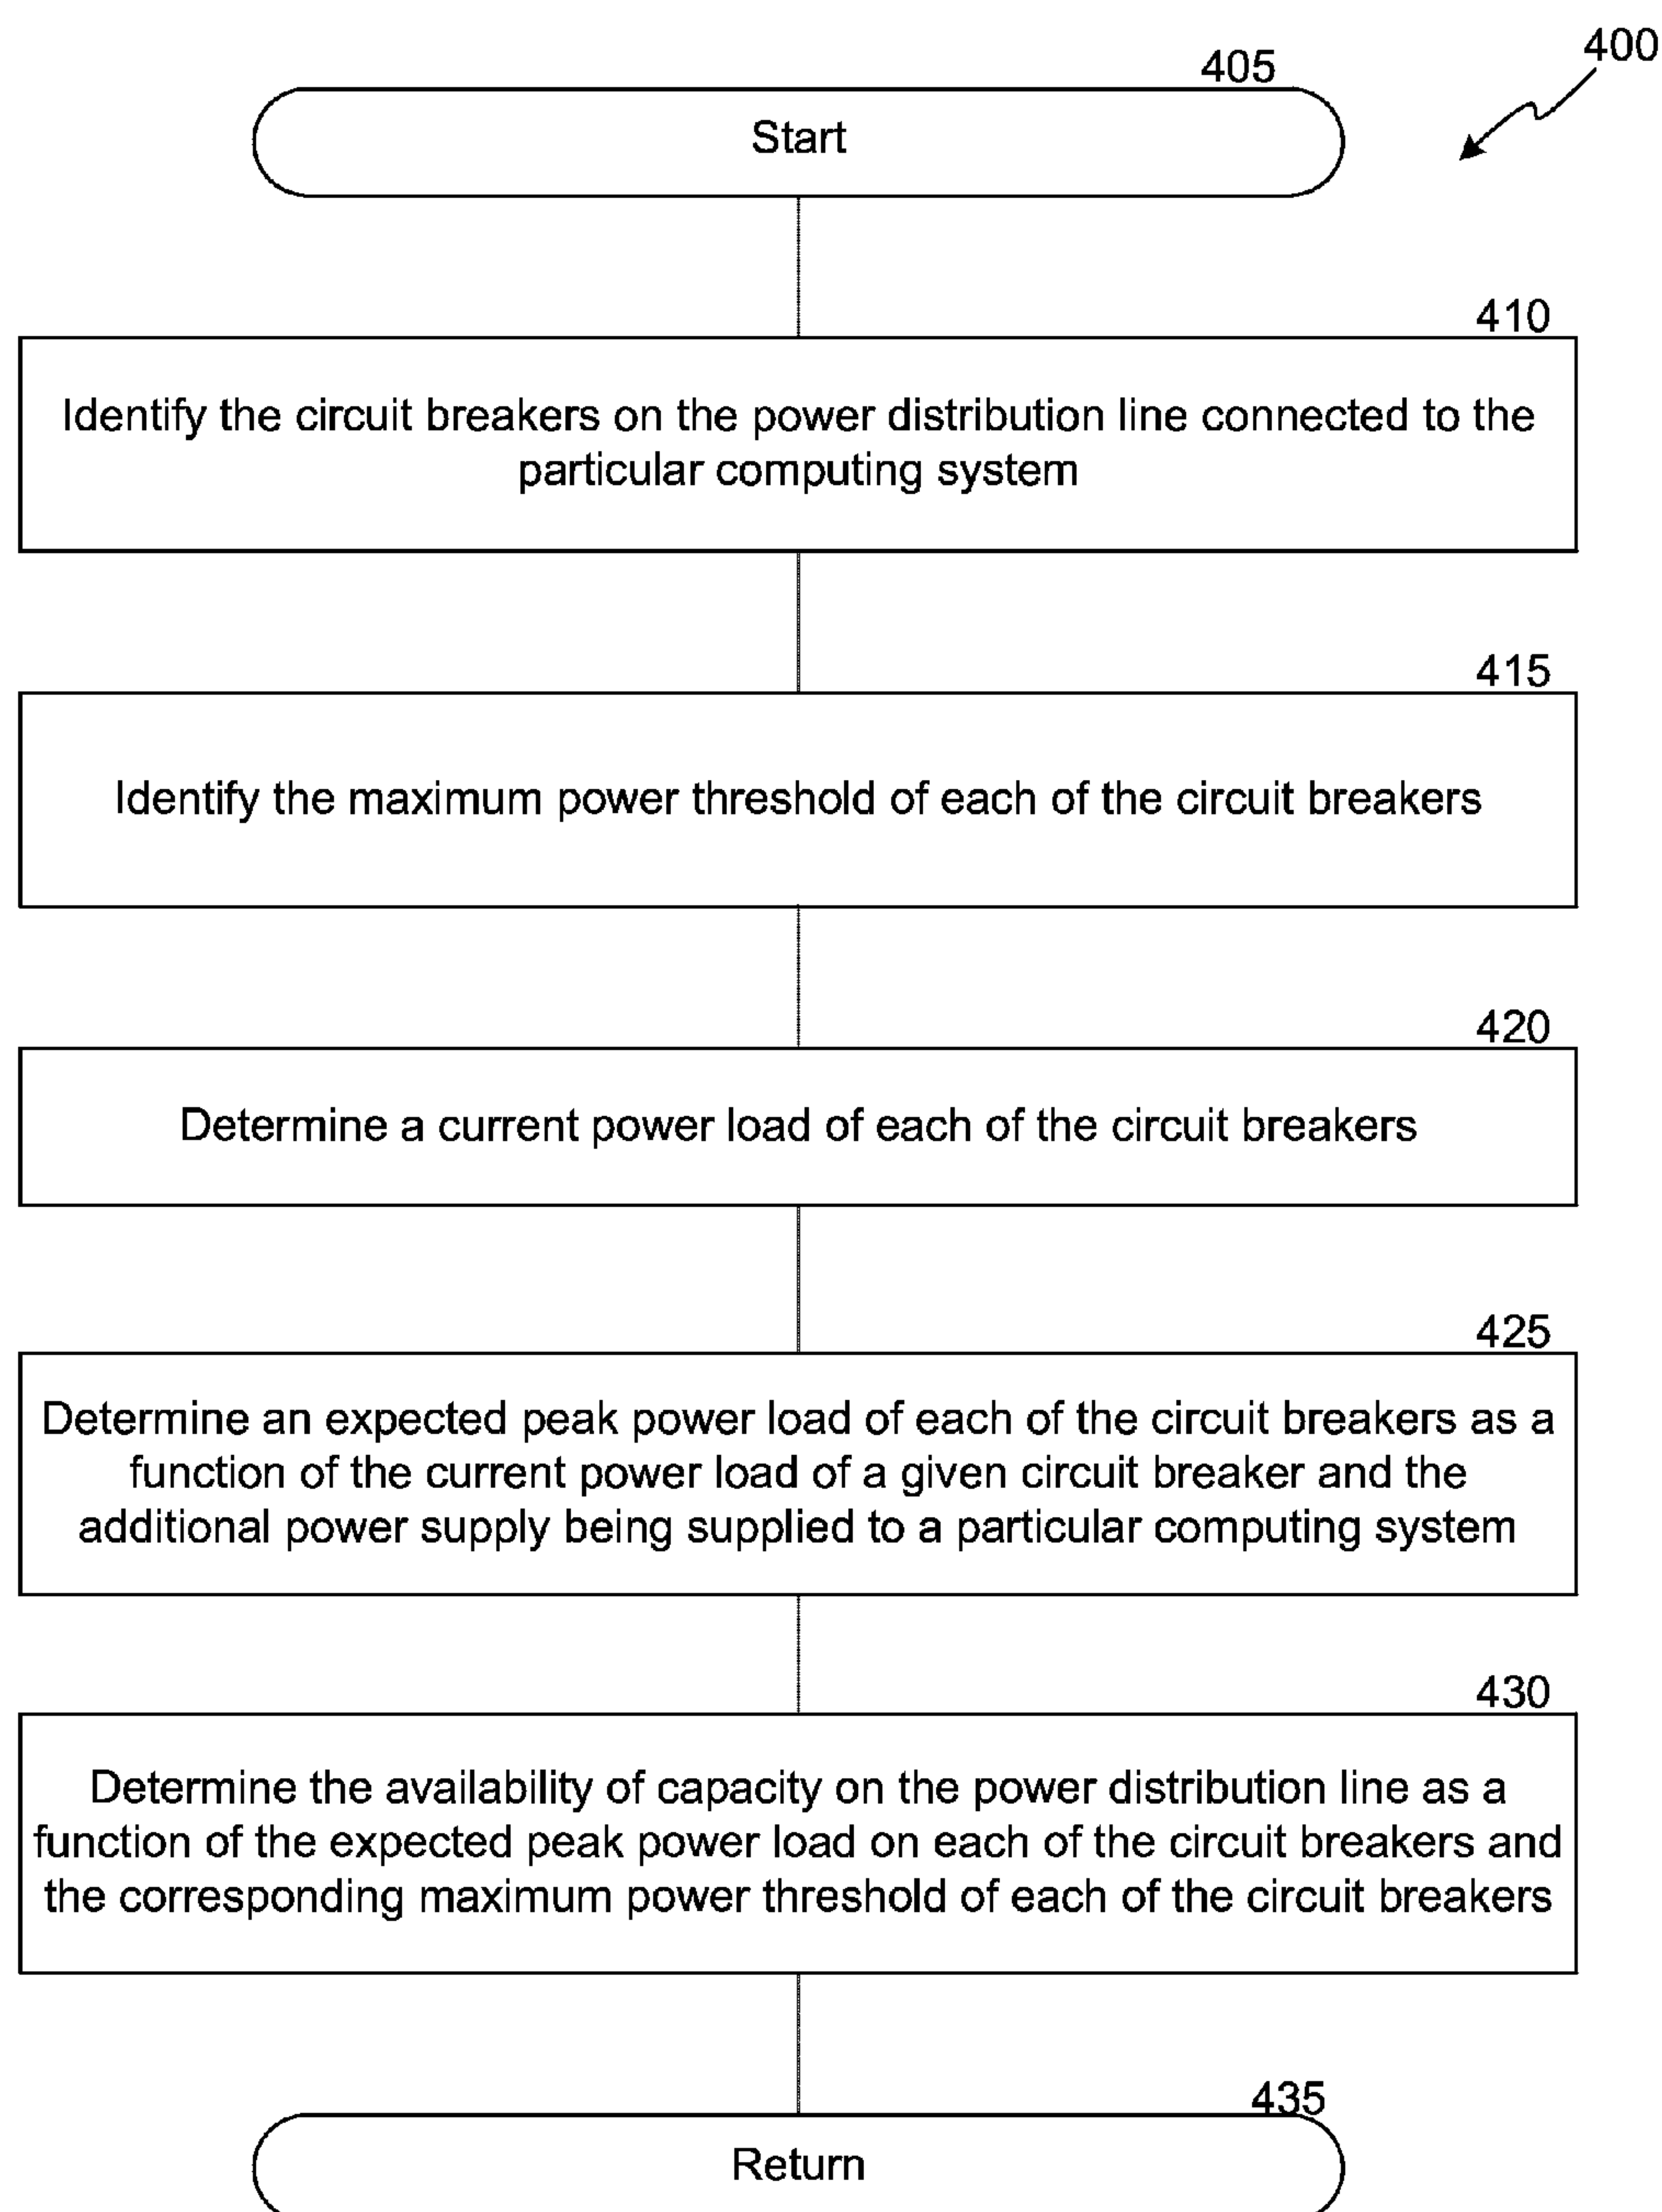 400
405
Start
410
Identify the circuit breakers on the power distribution line connected to the
particular computing system
415
Identify the maximum power threshold of each of the circuit breakers
420
Determine a current power load of each of the circuit breakers
425
Determine an expected peak power load of each of the circuit breakers as a
function of the current power load of a given circuit breaker and the
additional power supply being supplied to a particular computing system
430
Determine the availability of capacity on the power distribution line as a
function of the expected peak power load on each of the circuit breakers and
the corresponding maximum power threshold of each of the circuit breakers
435
Return